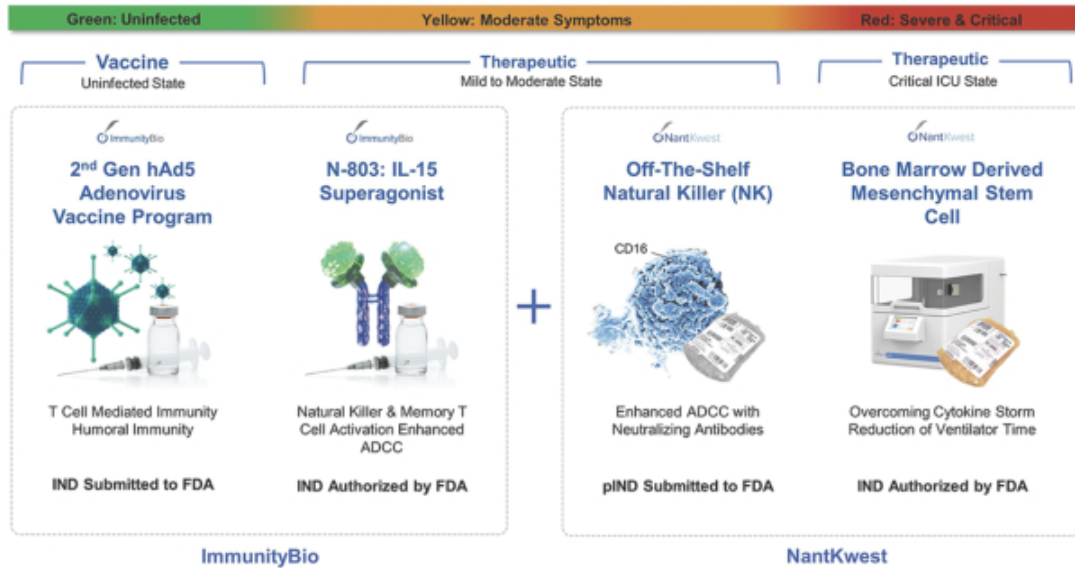 Green: Uninfected
Yellow: Moderate Symptoms
Red: Severe & Critical
Vaccine
Uninfected State
Therapeutic
Mild to Moderate State
Therapeutic
Critical ICU State
ImmunityBio
2nd Gen hAd5
Adenovirus
Vaccine Program
T Cell Mediated Immunity
Humoral Immunity
IND Submitted to FDA
ImmunityBio
N-803: IL-15
Superagonist
Natural Killer & Memory T
Cell Activation Enhanced
ADCC
IND Authorized by FDA
+
NantKwest
Off-The-Shelf
Natural Killer (NK)
CD16
Enhanced ADCC with
Neutralizing Antibodies
pIND Submitted to FDA
NantKwest
Bone Marrow Derived
Mesenchymal Stem
Cell
Overcoming Cytokine Storm
Reduction of Ventilator Time
IND Authorized by FDA
ImmunityBio
NantKwest